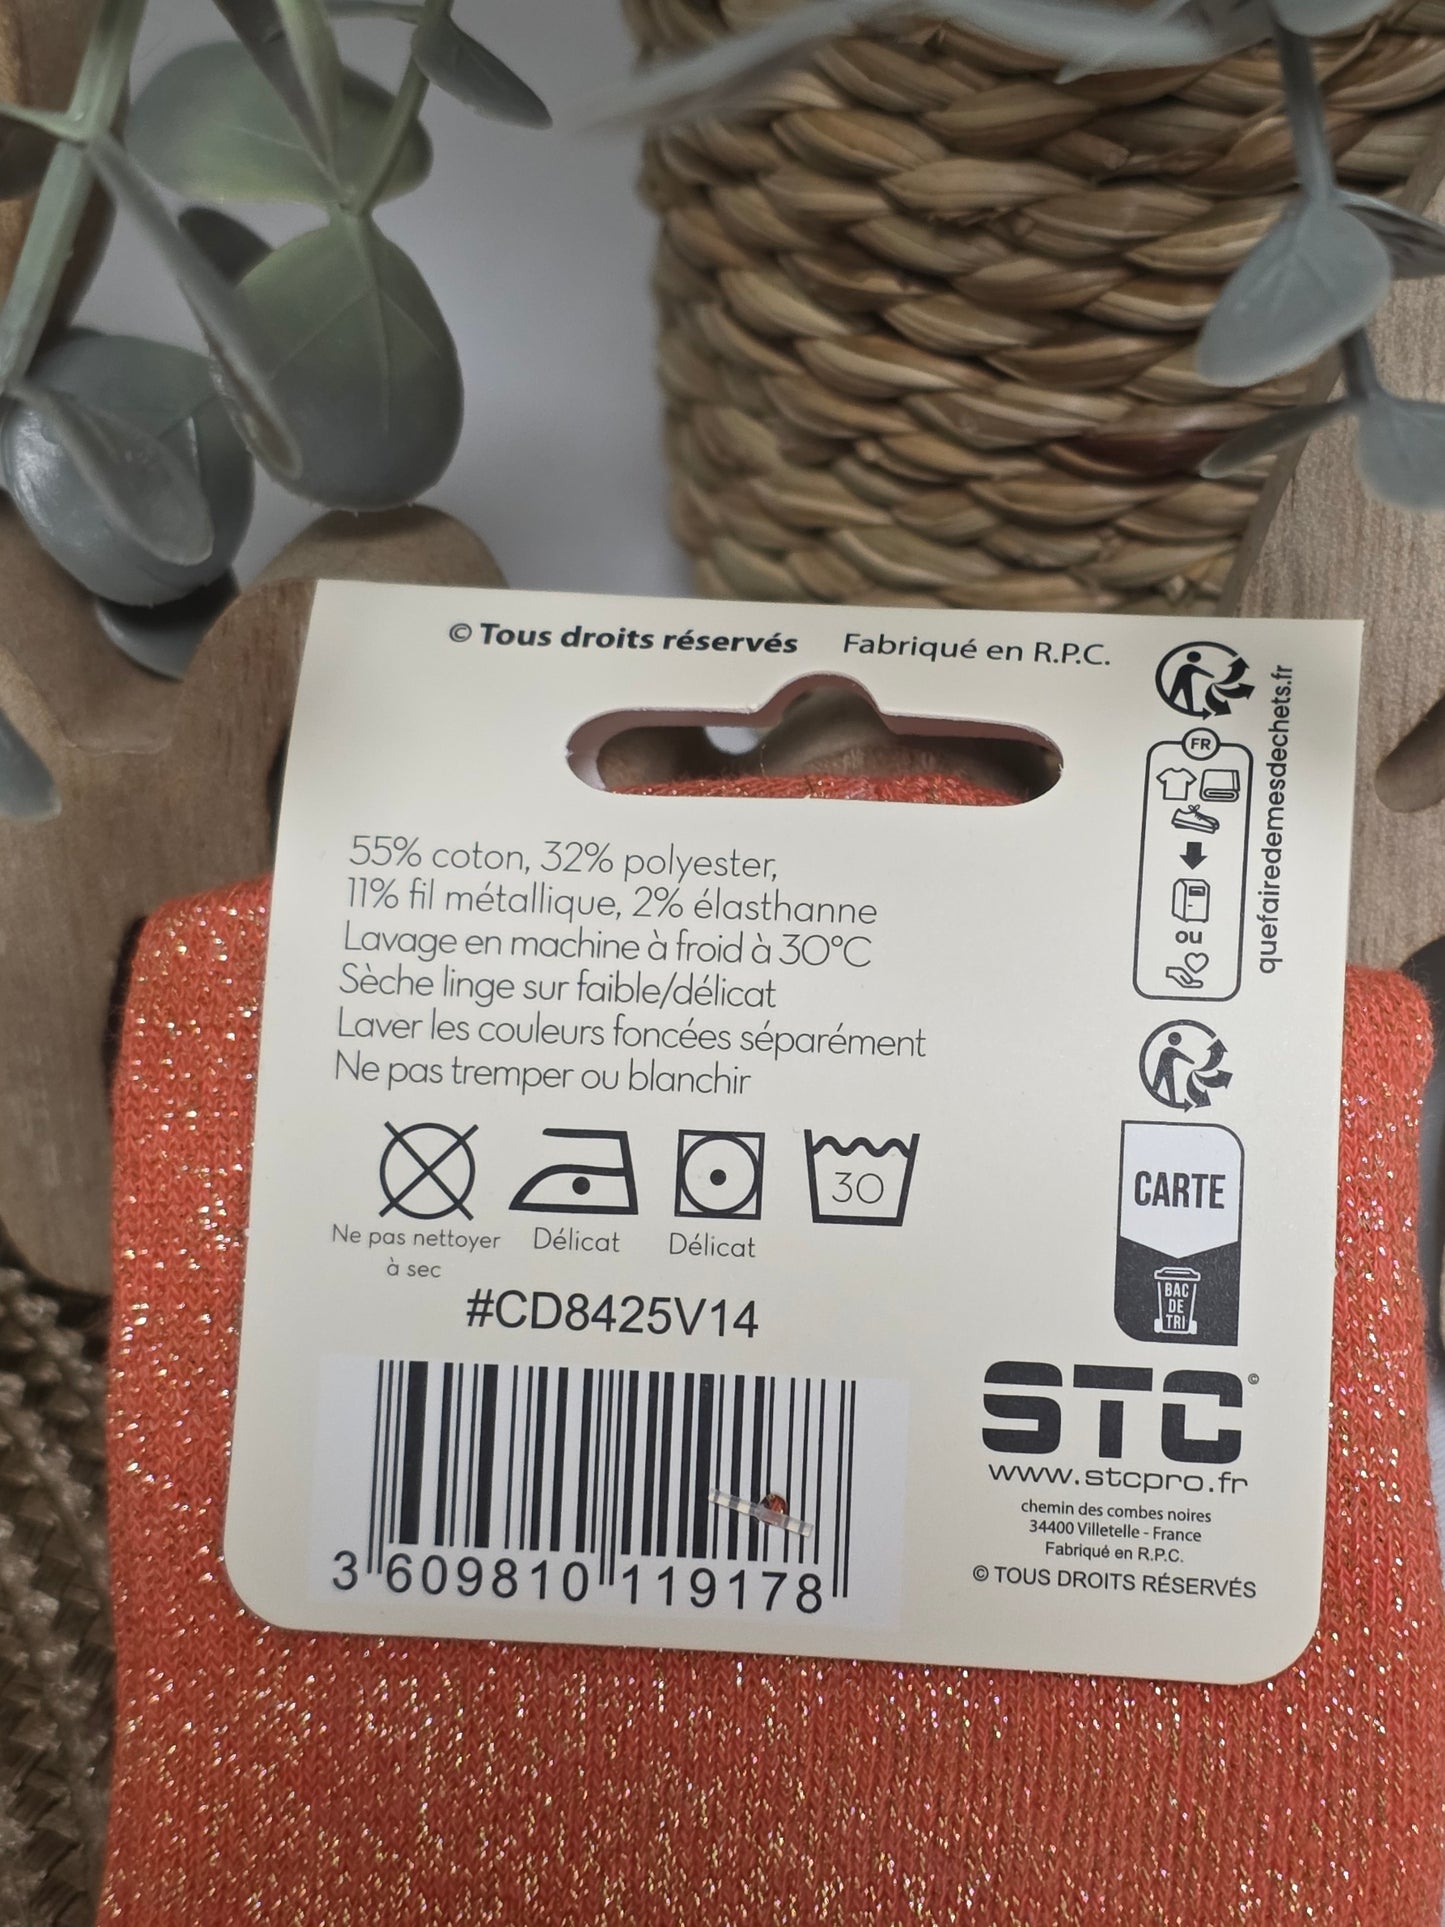 © Tous droits réservés Fabriqué en R.P.C.
55% coton, 32% polyester,
11% fil métallique, 2% élasthanne
Lavage en machine à froid à 30°C
Sèche linge sur faible/délicat
Laver les couleurs foncées séparément
Ne pas tremper ou blanchir
30
Ne pas nettoyer
à sec
Délicat
Délicat
#CD8425V14
3 609810 119178
FR
ou
quefairedemesdechets.fr
CARTE
BAC
DE
TRI
STC©
www.stcpro.fr
chemin des combes noires
34400 Villetelle - France
Fabriqué en R.P.C.
© TOUS DROITS RÉSERVÉS